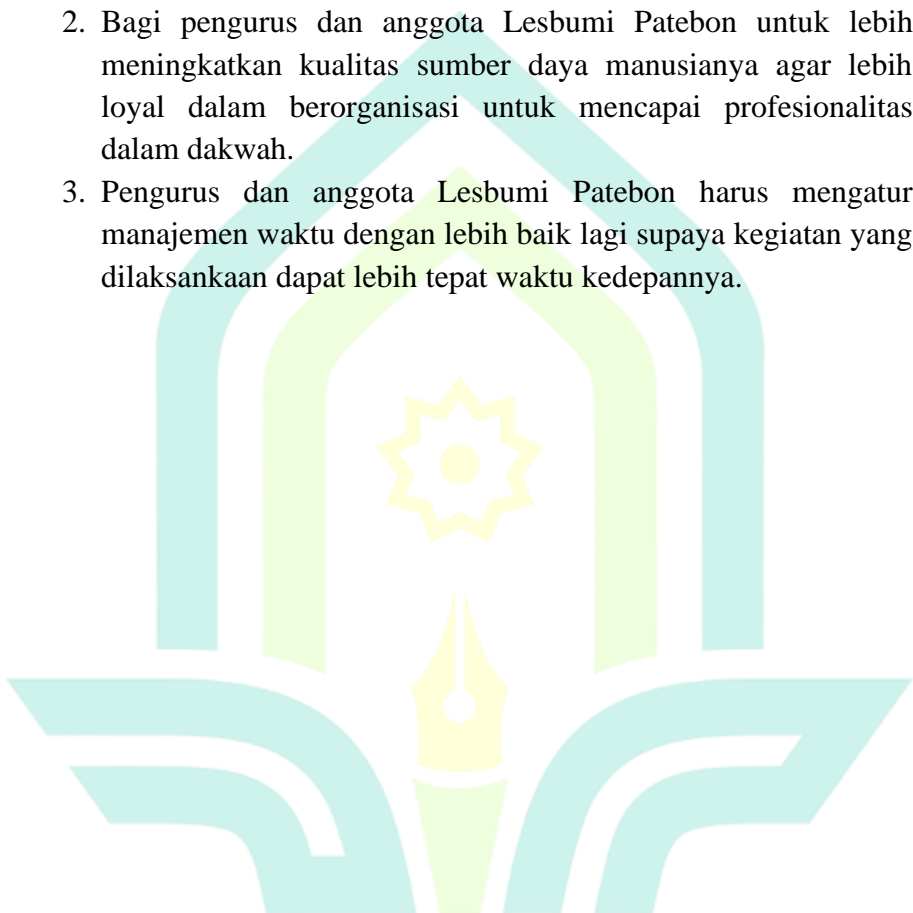 2. Bagi pengurus dan anggota Lesbumi Patebon untuk lebih
meningkatkan kualitas sumber daya manusianya agar lebih
loyal dalam berorganisasi untuk mencapai profesionalitas
dalam dakwah.
3. Pengurus dan anggota Lesbumi Patebon harus mengatur
manajemen waktu dengan lebih baik lagi supaya kegiatan yang
dilaksankaan dapat lebih tepat waktu kedepannya.